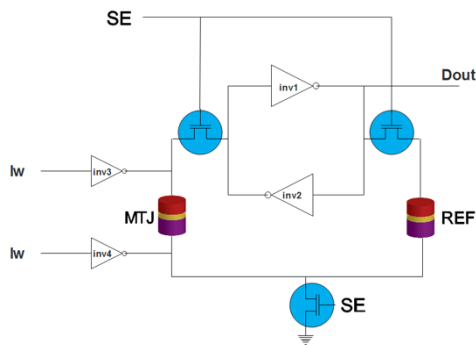 SE
Dout
inv1
Iw
inv3
inv2
MTJ
REF
Iw
inv4
SE